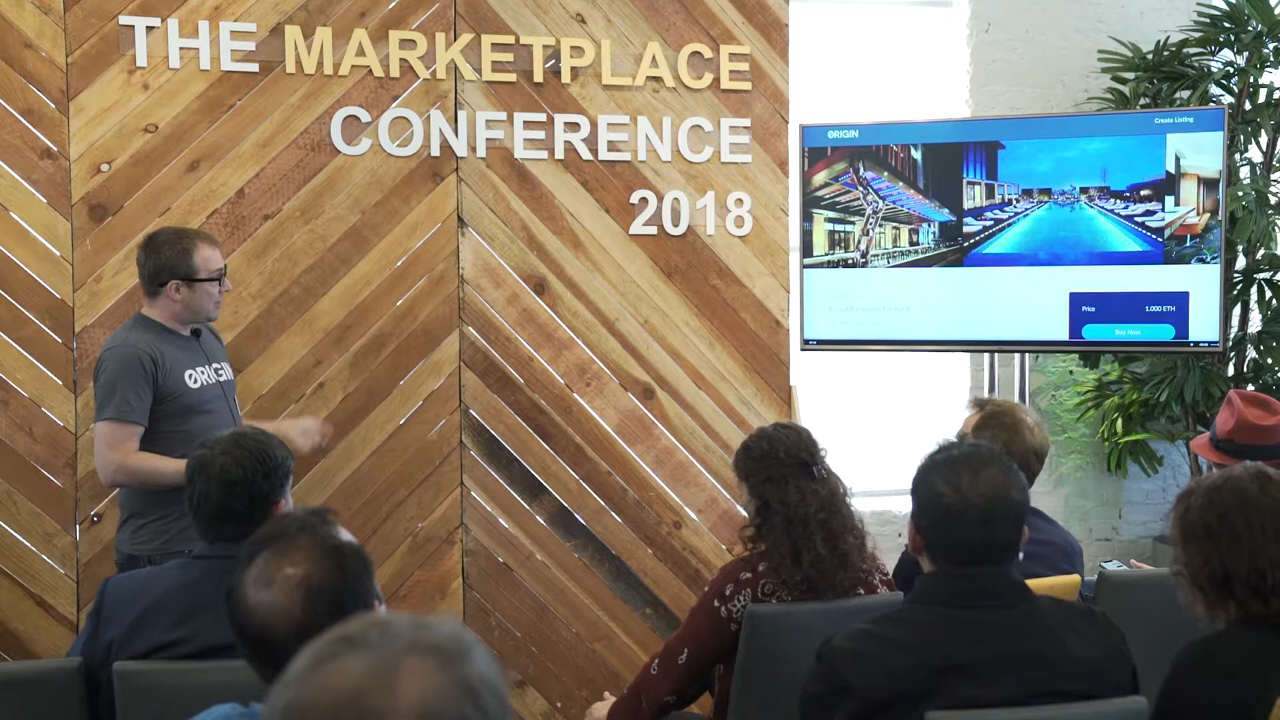 THE MARKETPLACE
CONFERENCE
2018
ORIGIN
Create Listing
Price 1.000 ETH
Buy Now
ORIGIN